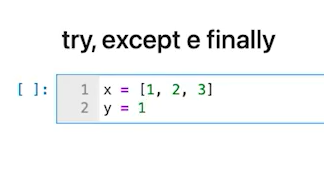 try, except e finally
[ ]: 1 x = [1, 2, 3]
2 y = 1